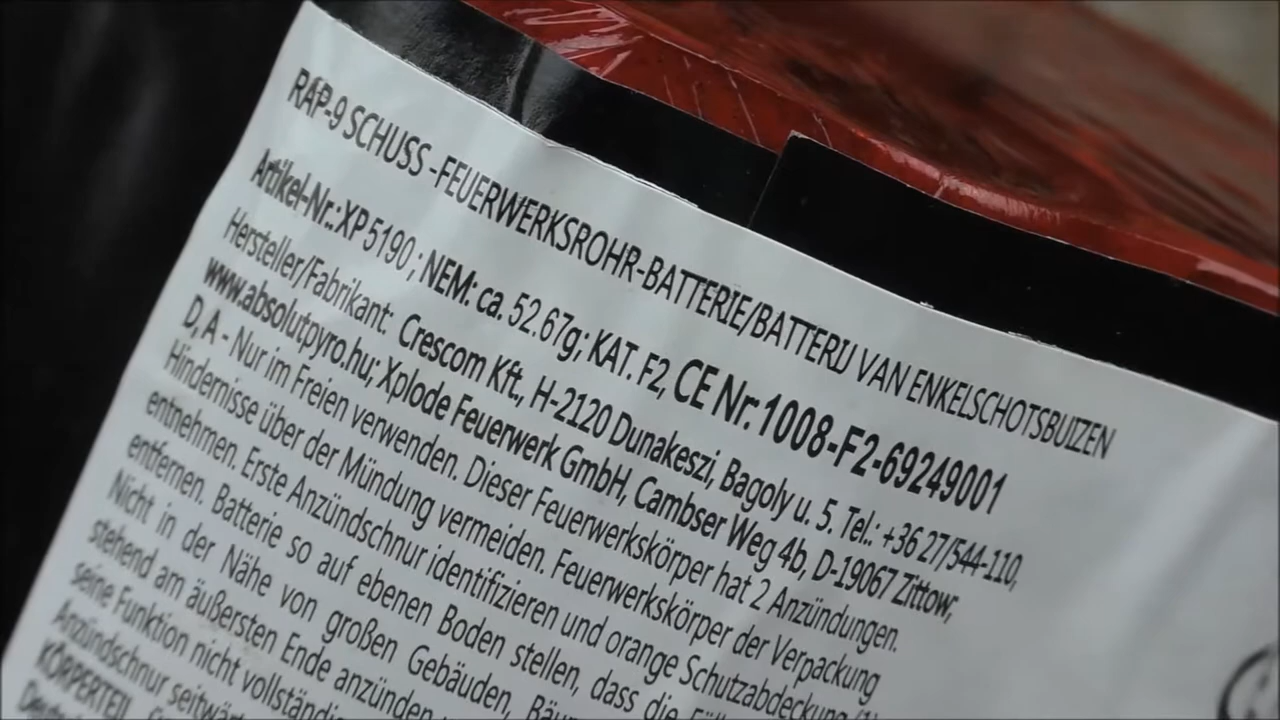 RAP-9 SCHUSS -FEUERWERKSROHR-BATTERIE/BATTERIJ VAN ENKELSCHOTSBUIZEN
Artikel-Nr.:XP 5190 ; NEM: ca. 52.67g; KAT. F2, CE Nr.1008-F2-69249001
Hersteller/Fabrikant: Crescom Kft., H-2120 Dunakeszi, Bagoly u. 5. Tel.: +36 27/544-110,
www.absolutpyro.hu; Xplode Feuerwerk GmbH, Cambser Weg 4b, D-19067 Zittow;
D, A - Nur im Freien verwenden. Dieser Feuerwerkskörper hat 2 Anzündungen.
Hindernisse über der Mündung vermeiden. Feuerwerkskörper der Verpackung
entnehmen. Erste Anzündschnur identifizieren und orange Schutzabdeckung (1)
entfernen. Batterie so auf ebenen Boden stellen, dass die
Nicht in der Nähe von großen Gebäuden,
stehend am äußersten Ende anzünden
seine Funktion nicht
Anzündschnur
KÖRPERTEIL